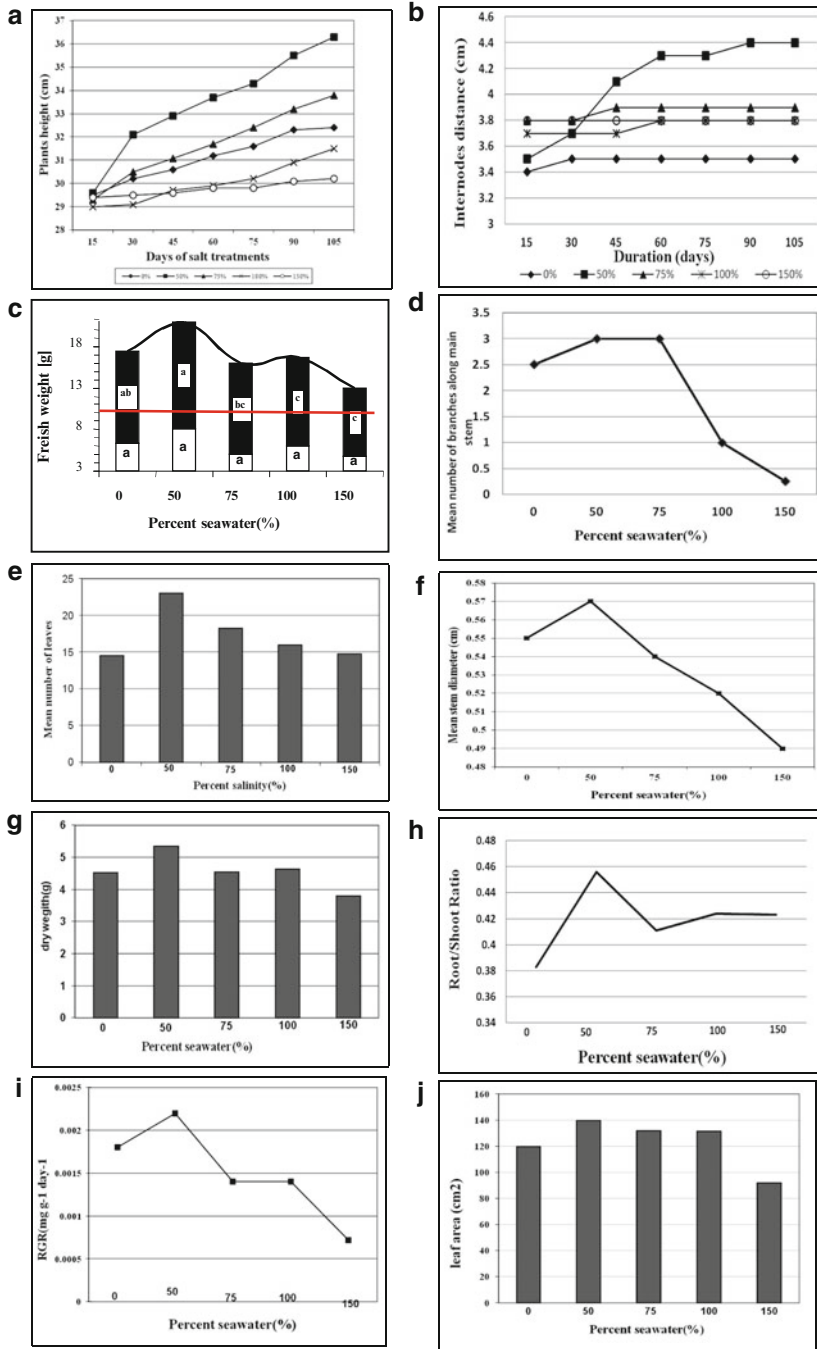 a
37
36
35
34
33
32
31
30
29
28
Plants height (cm)
15 30 45 60 75 90 105
Days of salt treatments
0% 50% 75% 100% 150%
b
4.6
4.4
4.2
4
3.8
3.6
3.4
3.2
3
Internodes distance (cm)
15 30 45 60 75 90 105
Duration (days)
0% 50% 75% 100% 150%
c
18
13
8
3
Freish weight [g]
ab a bc c c
a a a a a
0 50 75 100 150
Percent seawater(%)
d
3.5
3
2.5
2
1.5
1
0.5
0
Mean number of branches along main
stem
0 50 75 100 150
Percent seawater(%)
e
25
20
15
10
5
0
Mean number of leaves
0 50 75 100 150
Percent salinity(%)
f
0.58
0.57
0.56
0.55
0.54
0.53
0.52
0.51
0.5
0.49
0.48
Mean stem diameter (cm)
0 50 75 100 150
Percent seawater(%)
g
6
5
4
3
2
1
0
dry wegith(g)
0 50 75 100 150
Percent seawater(%)
h
0.48
0.46
0.44
0.42
0.4
0.38
0.36
0.34
Root/Shoot Ratio
0 50 75 100 150
Percent seawater(%)
i
0.0025
0.002
0.0015
0.001
0.0005
0
RGR(mg g-1 day-1
0 50 75 100 150
Percent seawater(%)
j
160
140
120
100
80
60
40
20
0
leaf area (cm2)
0 50 75 100 150
Percent seawater(%)